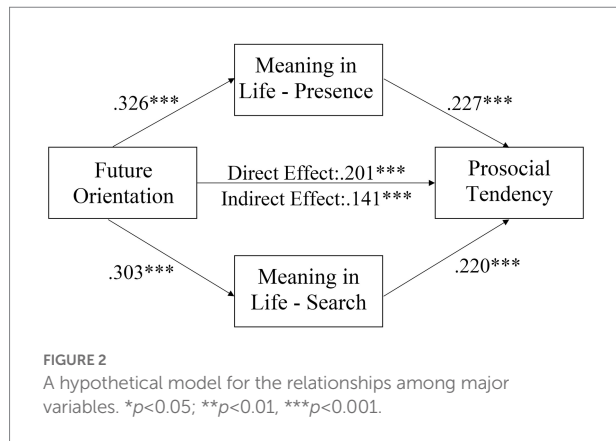 Meaning in
Life - Presence
.326***
.227***
Future
Orientation
Direct Effect:.201***
Indirect Effect:.141***
Prosocial
Tendency
.303***
.220***
Meaning in
Life - Search
FIGURE 2
A hypothetical model for the relationships among major
variables. *p<0.05; **p<0.01, ***p<0.001.